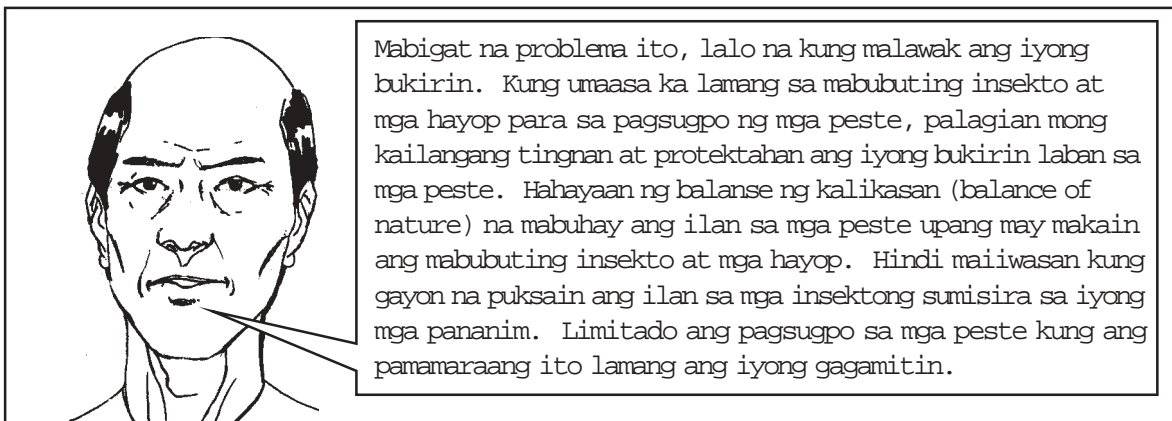 Mabigat na problema ito, lalo na kung malawak ang iyong
bukirin. Kung umaasa ka lamang sa mabubuting insekto at
mga hayop para sa pagsugpo ng mga peste, palagian mong
kailangang tingnan at protektahan ang iyong bukirin laban sa
mga peste. Hahayaan ng balanse ng kalikasan (balance of
nature) na mabuhay ang ilan sa mga peste upang may makain
ang mabubuting insekto at mga hayop. Hindi maiiwasan kung
gayon na puksain ang ilan sa mga insektong sumisira sa iyong
mga pananim. Limitado ang pagsugpo sa mga peste kung ang
pamamaraang ito lamang ang iyong gagamitin.